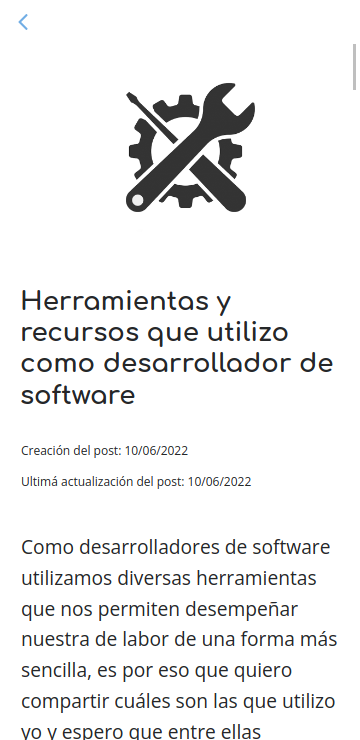 Herramientas y
recursos que utilizo
como desarrollador de
software
Creación del post: 10/06/2022
Ultimá actualización del post: 10/06/2022
Como desarrolladores de software
utilizamos diversas herramientas
que nos permiten desempeñar
nuestra de labor de una forma más
sencilla, es por eso que quiero
compartir cuáles son las que utilizo
yo y espero que entre ellas